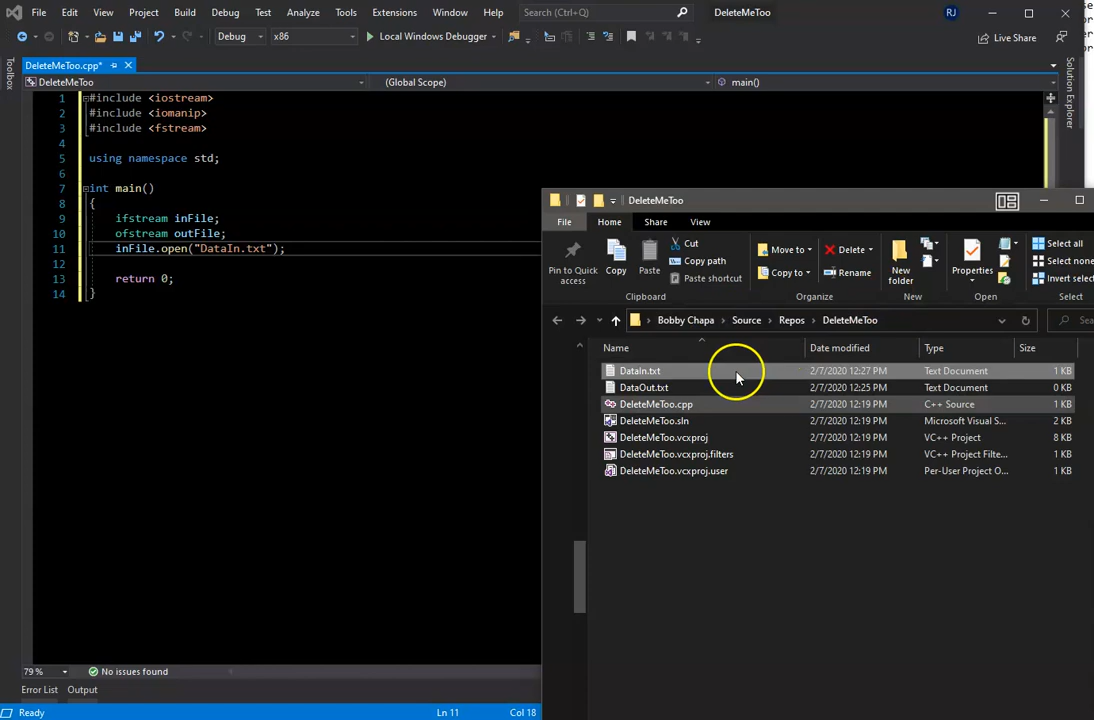 File Edit View Project Build Debug Test Analyze Tools Extensions Window Help Search (Ctrl+Q) DeleteMeToo RJ
Debug x86 Local Windows Debugger Live Share
Toolbox
DeleteMeToo.cpp*
DeleteMeToo (Global Scope) main()
Solution Explorer
1 #include <iostream>
2 #include <iomanip>
3 #include <fstream>
4
5 using namespace std;
6
7 int main()
8 {
9 ifstream inFile;
10 ofstream outFile;
11 inFile.open("DataIn.txt");
12
13 return 0;
14 }
79 % No issues found
Error List Output
Ready Ln 11 Col 18
DeleteMeToo
File Home Share View
Pin to Quick access
Copy
Paste
Cut
Copy path
Paste shortcut
Clipboard
Move to
Copy to
Delete
Rename
Organize
New folder
New
Properties
Open
Select all
Select none
Invert selec
Select
Bobby Chapa Source Repos DeleteMeToo Sea
Name Date modified Type Size
DataIn.txt 2/7/2020 12:27 PM Text Document 1 KB
DataOut.txt 2/7/2020 12:25 PM Text Document 0 KB
DeleteMeToo.cpp 2/7/2020 12:19 PM C++ Source 1 KB
DeleteMeToo.sln 2/7/2020 12:19 PM Microsoft Visual S... 2 KB
DeleteMeToo.vcxproj 2/7/2020 12:19 PM VC++ Project 8 KB
DeleteMeToo.vcxproj.filters 2/7/2020 12:19 PM VC++ Project Filte... 1 KB
DeleteMeToo.vcxproj.user 2/7/2020 12:19 PM Per-User Project O... 1 KB